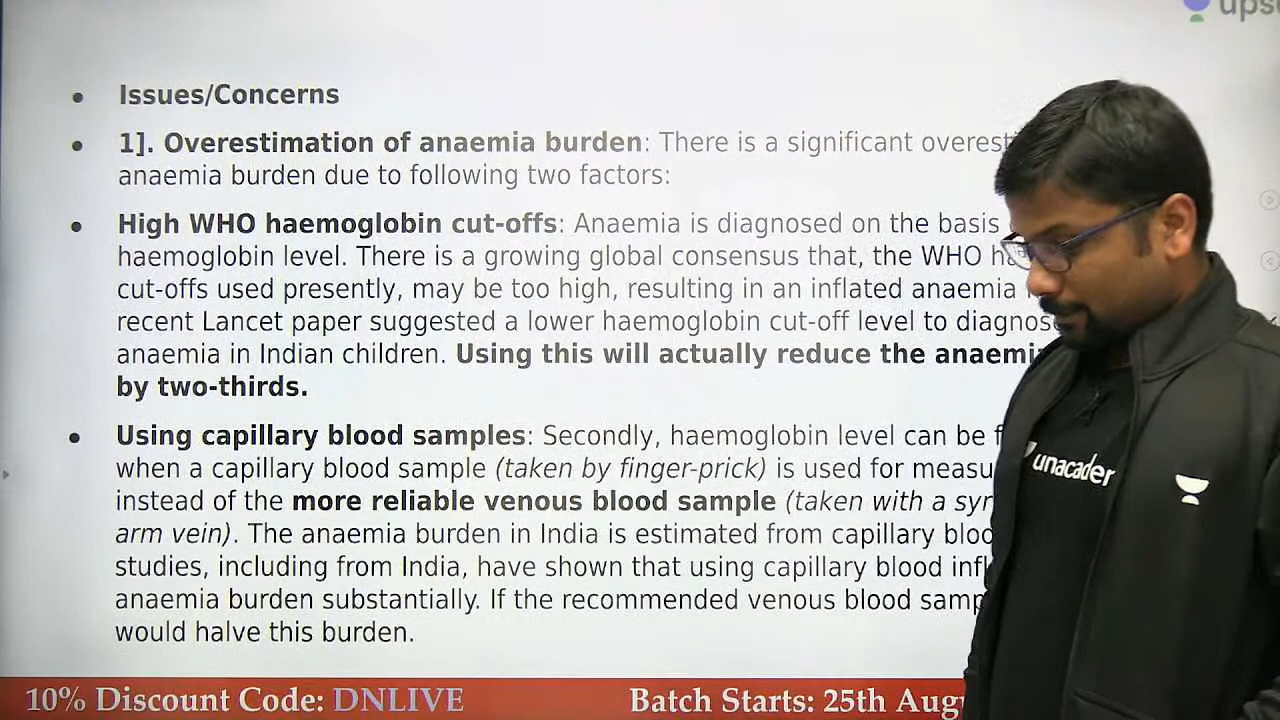 upsc
Issues/Concerns
1]. Overestimation of anaemia burden: There is a significant overesti
anaemia burden due to following two factors:
High WHO haemoglobin cut-offs: Anaemia is diagnosed on the basis
haemoglobin level. There is a growing global consensus that, the WHO ha
cut-offs used presently, may be too high, resulting in an inflated anaemia
recent Lancet paper suggested a lower haemoglobin cut-off level to diagnose
anaemia in Indian children. Using this will actually reduce the anaemia
by two-thirds.
Using capillary blood samples: Secondly, haemoglobin level can be f
when a capillary blood sample (taken by finger-prick) is used for measu
instead of the more reliable venous blood sample (taken with a syr
arm vein). The anaemia burden in India is estimated from capillary bloo
studies, including from India, have shown that using capillary blood infl
anaemia burden substantially. If the recommended venous blood samp
would halve this burden.
unacader
10% Discount Code: DNLIVE
Batch Starts: 25th Augu